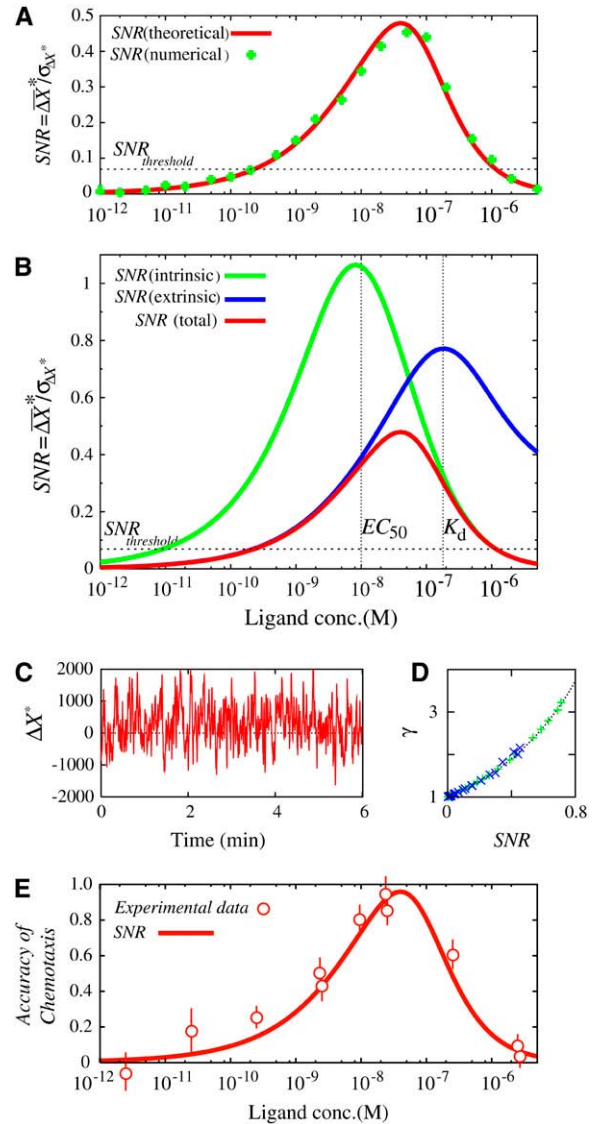 A
SNR(theoretical)
SNR(numerical)
SNR=ΔX*/σΔX*
SNRthreshold
0.5
0.4
0.3
0.2
0.1
0
10-12 10-11 10-10 10-9 10-8 10-7 10-6
B
SNR(intrinsic)
SNR(extrinsic)
SNR (total)
SNR=ΔX*/σΔX*
1
0.8
0.6
0.4
0.2
0
SNRthreshold
EC50
Kd
10-12 10-11 10-10 10-9 10-8 10-7 10-6
Ligand conc.(M)
C
ΔX*
2000
1000
0
-1000
-2000
0 2 4 6
Time (min)
D
γ
3
1
0 0.4 0.8
SNR
E
Experimental data
SNR
Accuracy of
Chemotaxis
1.0
0.8
0.6
0.4
0.2
0
10-12 10-11 10-10 10-9 10-8 10-7 10-6
Ligand conc.(M)